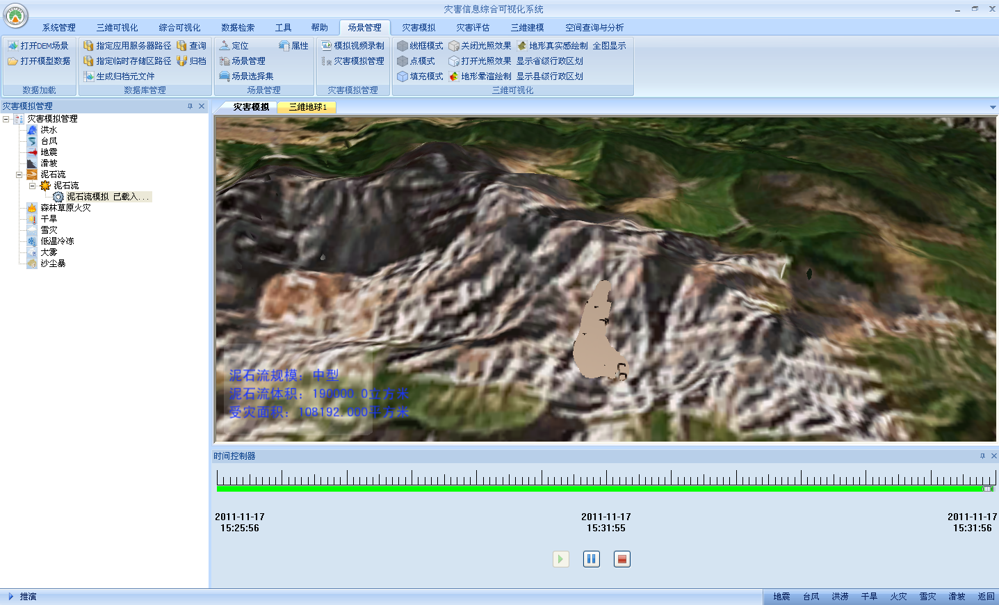 灾害信息综合可视化系统
系统管理 三维可视化 综合可视化 数据检索 工具 帮助 场景管理 灾害模拟 灾害评估 三维建模 空间查询与分析
打开DEM场景 指定应用服务器路径 查询 定位 属性 模拟视频录制 线框模式 关闭光照效果 地形真实感绘制 全图显示
打开模型数据 指定临时存储区路径 归档 场景管理 灾害模拟管理 点模式 打开光照效果 显示省级行政区划
生成归档元文件 场景选择集 填充模式 地形晕渲绘制 显示县级行政区划
数据加载 数据库管理 场景管理 灾害模拟管理 三维可视化
灾害模拟管理
灾害模拟 三维地球1
灾害模拟管理
洪水
台风
地震
滑坡
泥石流
泥石流
泥石流模拟 已载入...
森林草原火灾
干旱
雪灾
低温冷冻
大雾
沙尘暴
泥石流规模：中型
泥石流体积：190000 0立方米
受灾面积：108192.000平方米
时间控制器
2011-11-17 2011-11-17 2011-11-17
15:25:56 15:31:55 15:31:56
推演 地震 台风 洪涝 干旱 火灾 雪灾 滑坡 返回